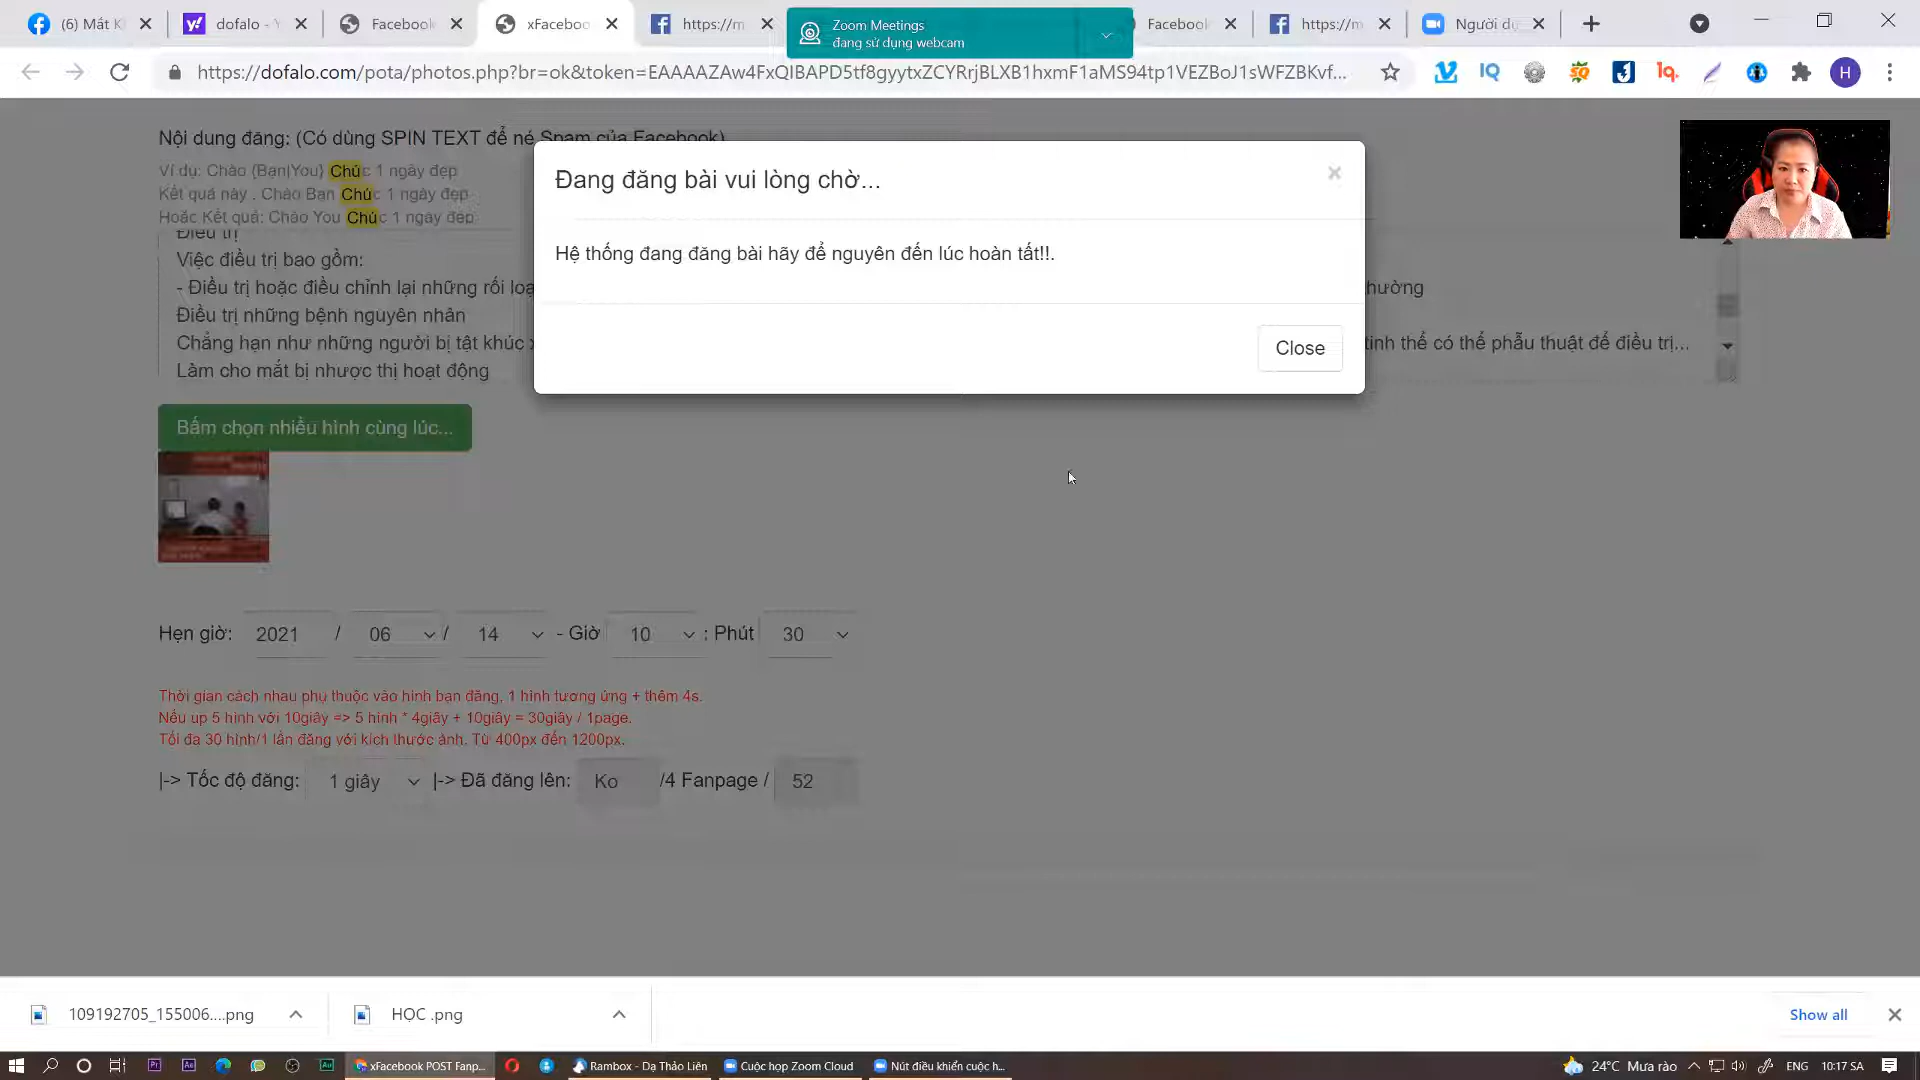 (6) Mắt K
dofalo - Y
Facebook
xFaceboo
https://m
Zoom Meetings
đang sử dụng webcam
Facebook
https://m
Người dù
https://dofalo.com/pota/photos.php?br=ok&token=EAAAAZAw4FxQIBAPD5tf8gyytxZCYRrjBLXB1hxmF1aMS94tp1VEZBoJ1sWFZBKvf...
Nội dung đăng: (Có dùng SPIN TEXT để né Spam của Facebook)
Ví dụ: Chào {Bạn|You} Chúc 1 ngày đẹp
Kết quả này . Chào Bạn Chúc 1 ngày đẹp
Hoặc Kết quả: Chào You Chúc 1 ngày đẹp
Điều trị
Việc điều trị bao gồm:
- Điều trị hoặc điều chỉnh lại những rối loạ
hường
Điều trị những bệnh nguyên nhân
Chẳng hạn như những người bị tật khúc x
tinh thể có thể phẫu thuật để điều trị...
Làm cho mắt bị nhược thị hoạt động
Đang đăng bài vui lòng chờ...
×
Hệ thống đang đăng bài hãy để nguyên đến lúc hoàn tất!!.
Close
Bấm chọn nhiều hình cùng lúc...
Hẹn giờ: 2021 / 06 / 14 - Giờ 10 : Phút 30
Thời gian cách nhau phụ thuộc vào hình bạn đăng, 1 hình tương ứng + thêm 4s.
Nếu up 5 hình với 10giây => 5 hình * 4giây + 10giây = 30giây / 1page.
Tối đa 30 hình/1 lần đăng với kích thước ảnh. Từ 400px đến 1200px.
|-> Tốc độ đăng: 1 giây |-> Đã đăng lên: Ko /4 Fanpage / 52
109192705_155006....png
HỌC .png
Show all
xFacebook POST Fanp...
Rambox - Dạ Thảo Liên
Cuộc họp Zoom Cloud
Nút điều khiển cuộc h...
24°C Mưa rào
ENG
10:17 SA